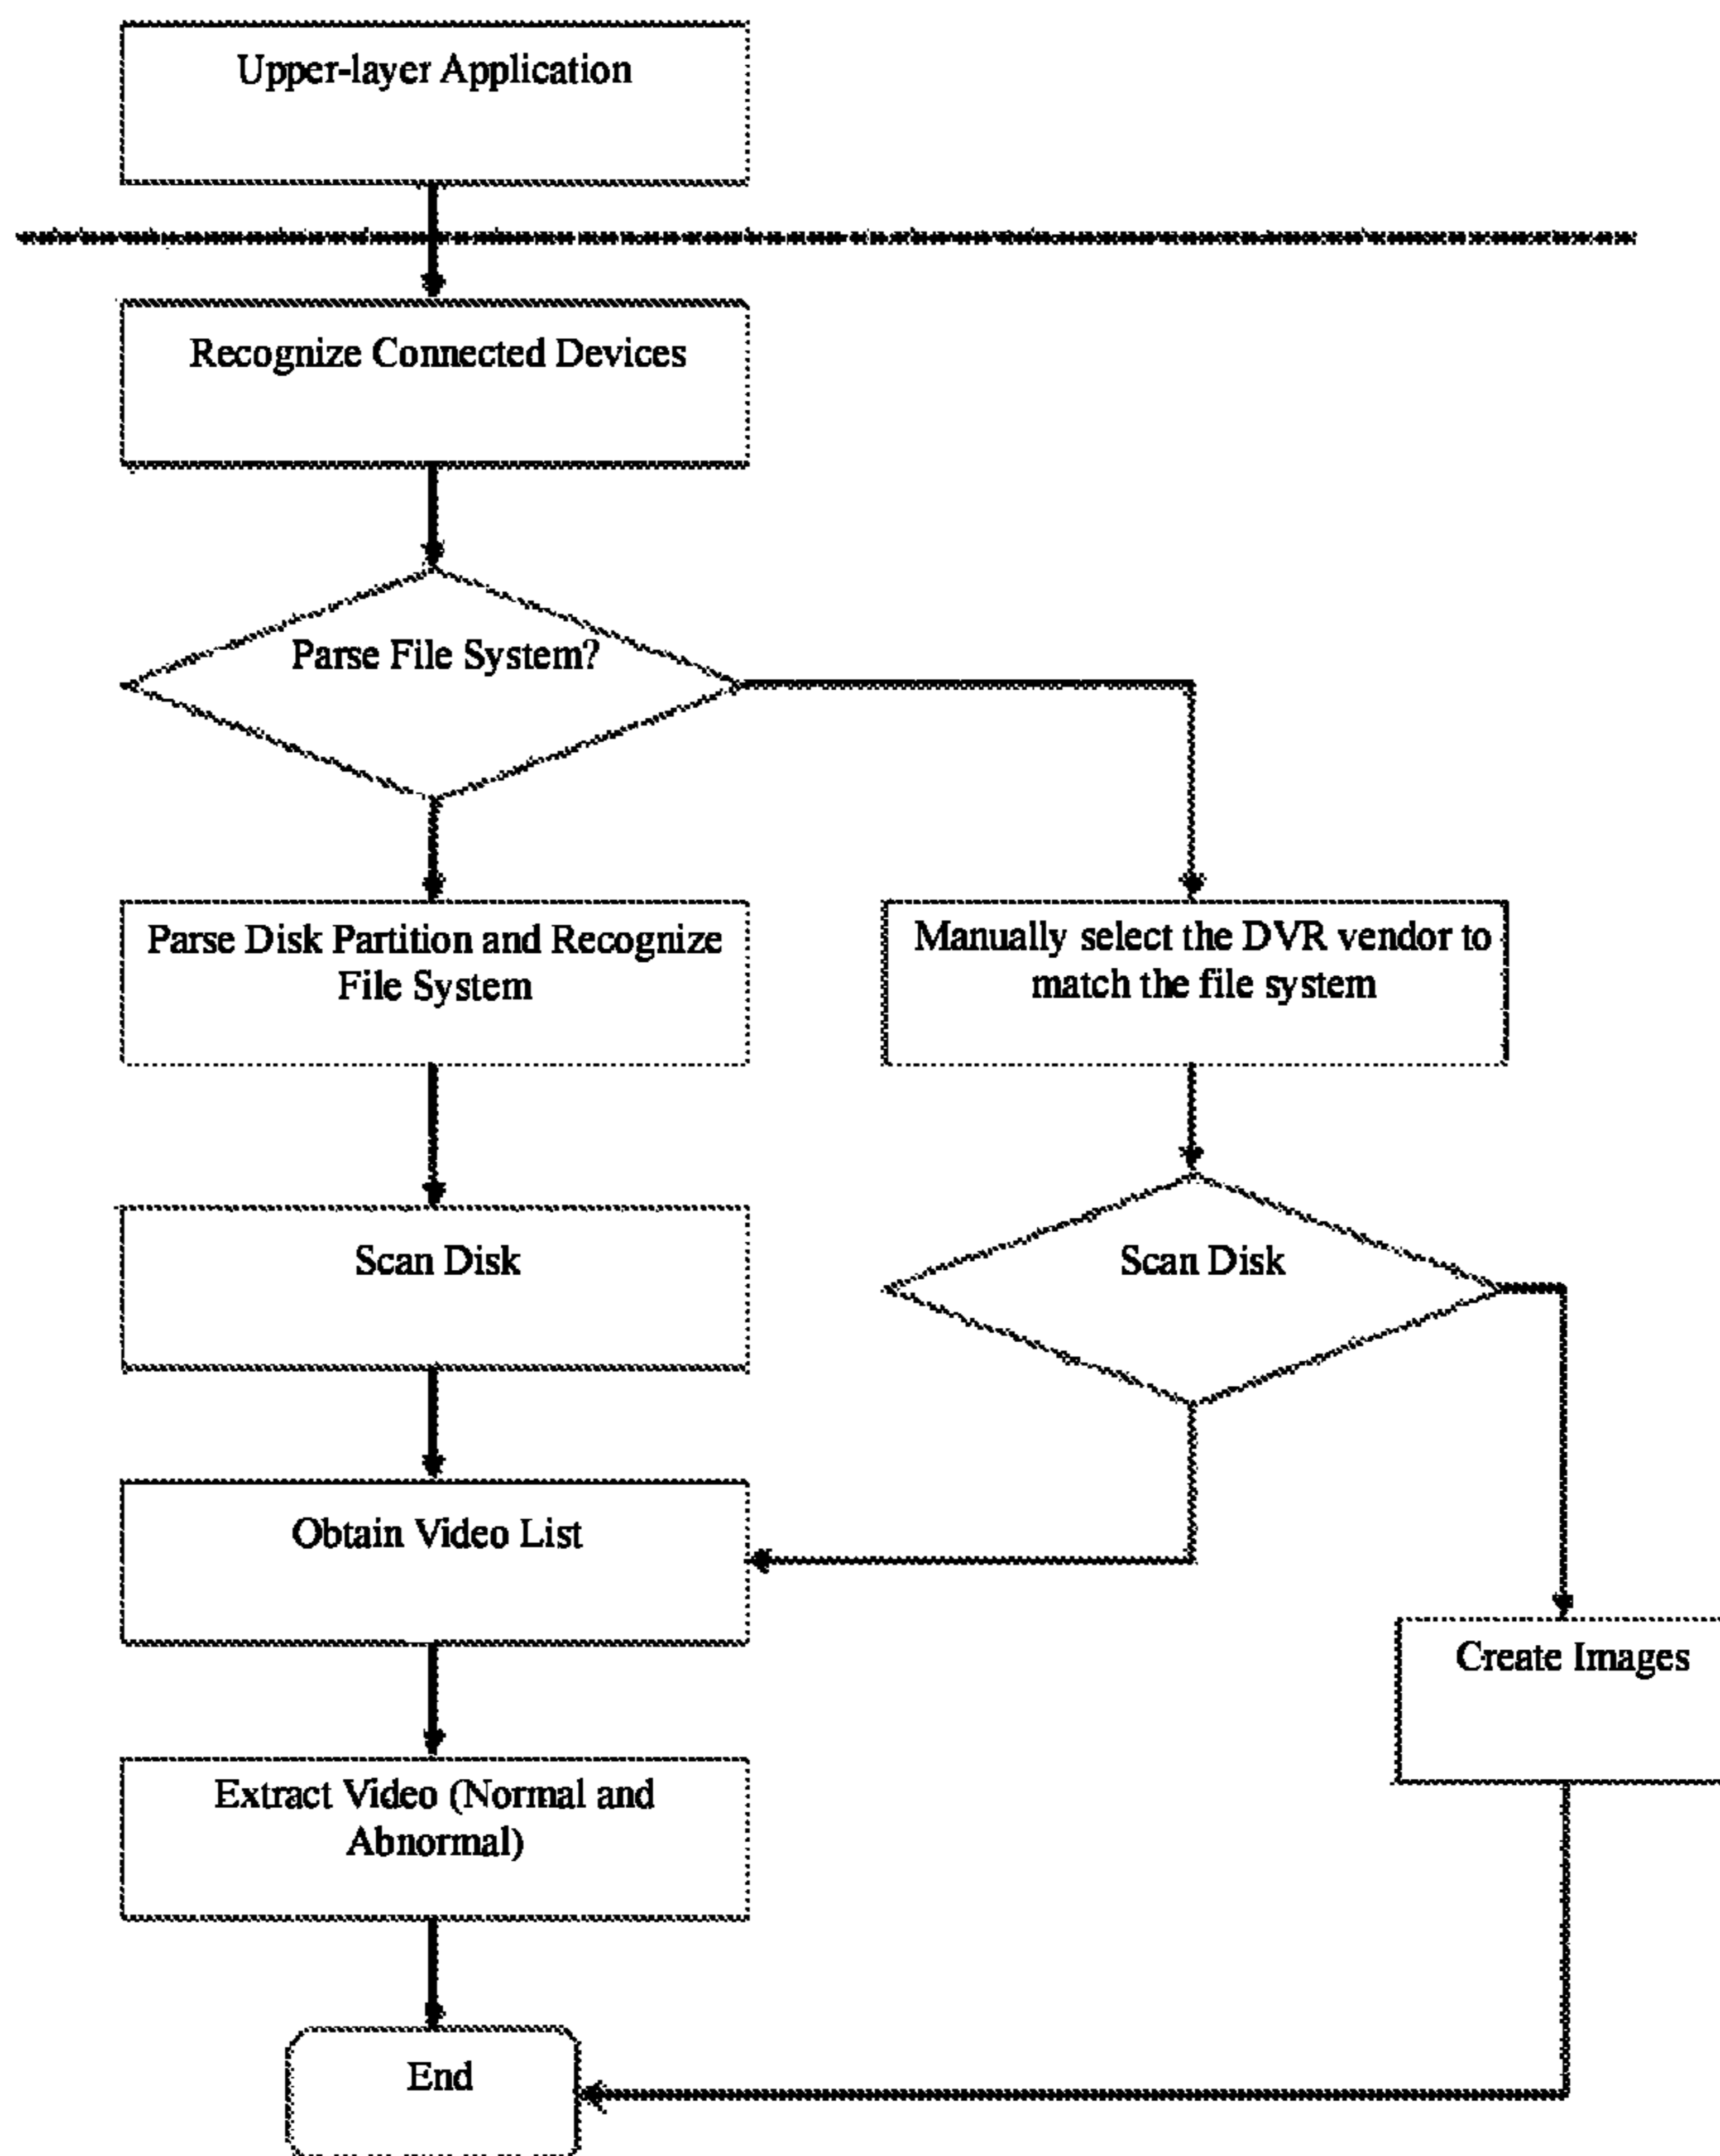 Upper-layer Application
Recognize Connected Devices
Parse File System?
Parse Disk Partition and Recognize
File System
Manually select the DVR vendor to
match the file system
Scan Disk
Scan Disk
Obtain Video List
Create Images
Extract Video (Normal and
Abnormal)
End